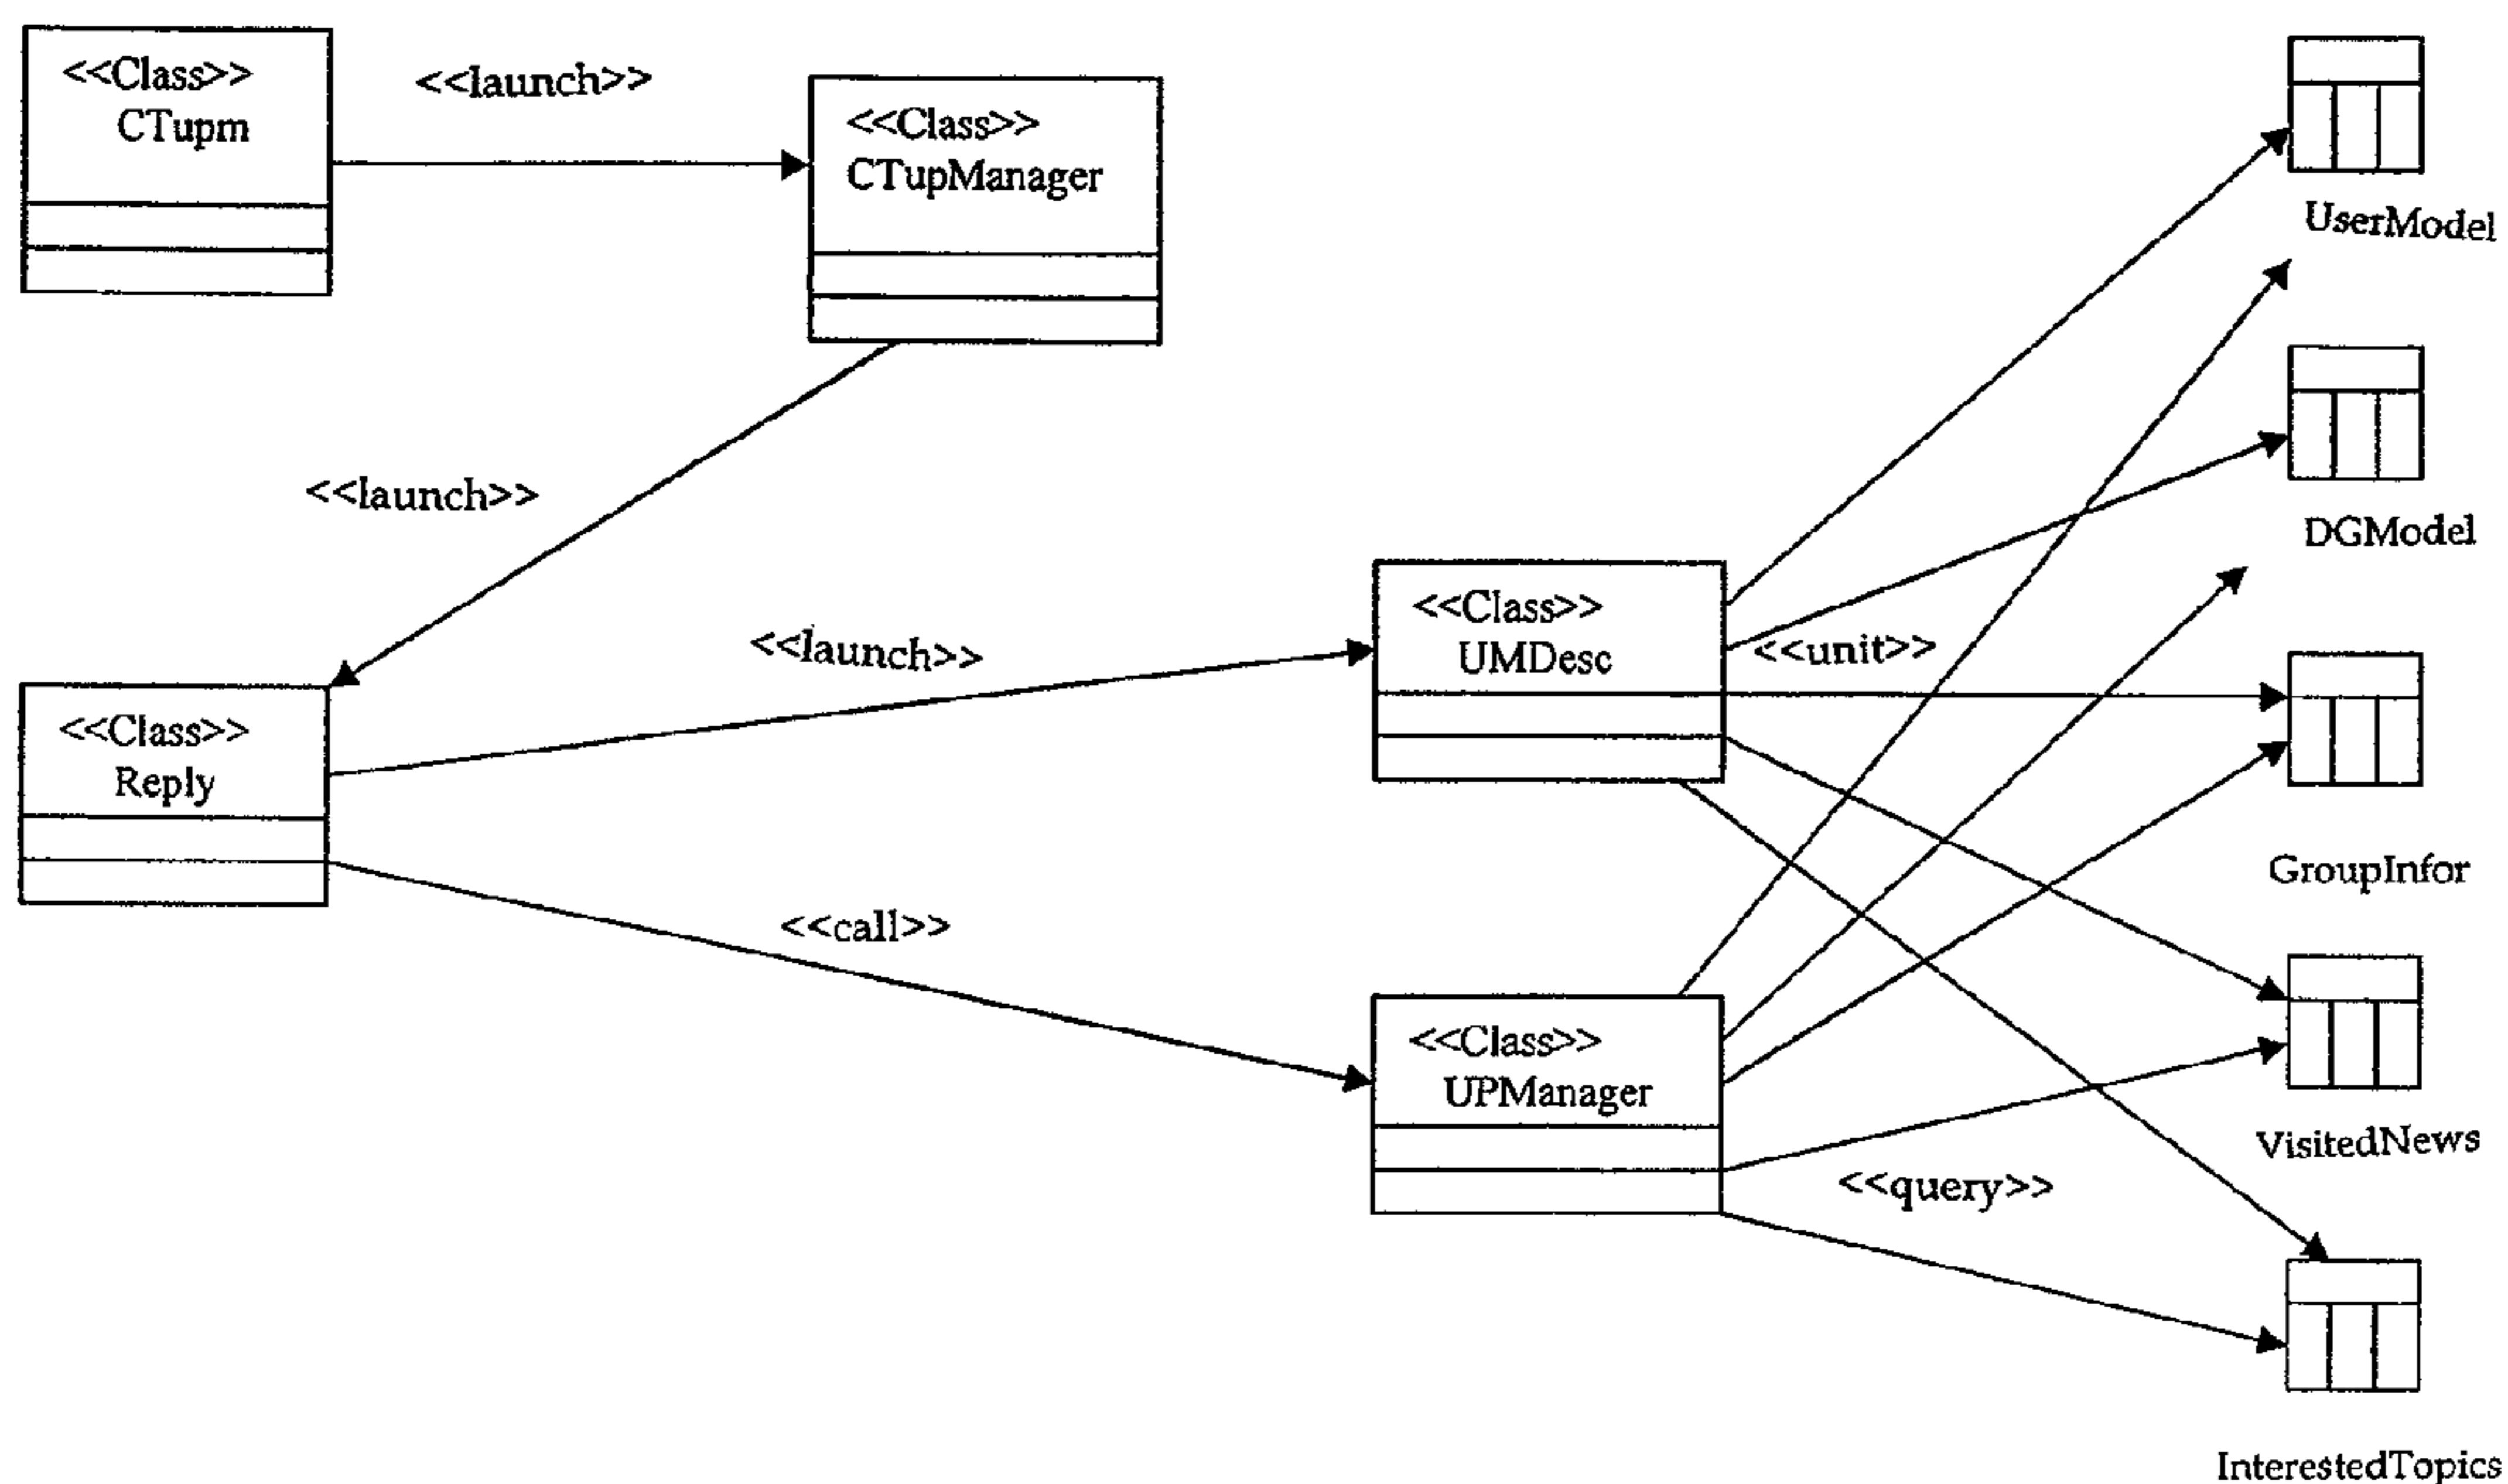 <<Class>>
CTupm
<<launch>>
<<Class>>
CTupManager
UserModel
<<launch>>
DGModel
<<Class>>
UMDesc
<<launch>>
<<unit>>
<<Class>>
Reply
GroupInfor
<<call>>
<<Class>>
UPManager
VisitedNews
<<query>>
InterestedTopics